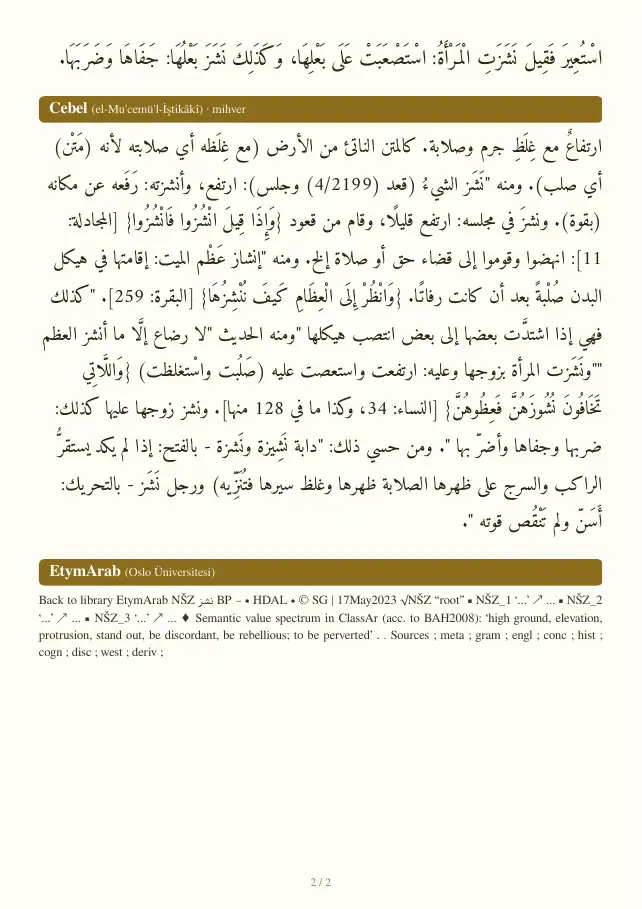 اسْتُعِيرَ فَقِيلَ نَشَزَتِ الْمَرْأَةُ: اسْتَصْعَبَتْ عَلَى بَعْلِهَا، وَكَذَلِكَ نَشَزَ بَعْلُهَا: جَفَاهَا وَضَرَبَهَا.
Cebel (el-Mu'cemü'l-İştikâkî) · mihver
ارتفاعٌ مع غِلَظِ جرم وصلابة. كالمتن الناتئ من الأرض (مع غِلَظه أي صلابته لأنه (مَتْن)
أي صلب). ومنه "نَشَز الشيءُ (قعد (4/2199) وجلس): ارتفع، وأنشزته: رَفَعه عن مكانه
(بقوة). ونشزَ في مجلسه: ارتفع قليلًا، وقام من قعود {وَإِذَا قِيلَ انْشُزُوا فَانْشُزُوا} [المجادلة:
11]: انهضوا وقوموا إلى قضاء حق أو صلاة إلخ. ومنه "إنشاز عَظْم الميت: إقامتها في هيكل
البدن صُلْبةً بعد أن كانت رفاتًا. {وَانْظُرْ إِلَى الْعِظَامِ كَيفَ نُنْشِزُهَا} [البقرة: 259]. "كذلك
فهي إذا اشتدَّت بعضها إلى بعض انتصب هيكلها "ومنه الحديث "لا رضاع إلَّا ما أنشز العظم
""ونَشَزت المرأة بزوجها وعليه: ارتفعت واستعصت عليه (صَلُبت واسْتغلظت) {وَاللَّاتِي
تَخَافُونَ نُشُوزَهُنَّ فَعِظُوهُنَّ} [النساء: 34، وكذا ما في 128 منها]. ونشز زوجها عليها كذلك:
ضربها وجفاها وأضرّ بها ". ومن حسي ذلك: "دابة نَشِيزة ونَشزة - بالفتح: إذا لم يكد يستقرُّ
الراكب والسرج على ظهرها الصلابة ظهرها وغلظ سيرها فتُنَزِّيه) ورجل نَشَز - بالتحريك:
أَسَنّ ولم تَنْقُص قوته ".
EtymArab (Oslo Üniversitesi)
Back to library EtymArab NŠZ نشز BP – • HDAL • © SG | 17May2023 √NŠZ “root” ▪ NŠZ_1 ‘…’ ↗ ... ▪ NŠZ_2
‘…’ ↗ ... ▪ NŠZ_3 ‘…’ ↗ ... ♦ Semantic value spectrum in ClassAr (acc. to BAH2008): ‘high ground, elevation,
protrusion, stand out, be discordant, be rebellious; to be perverted’ . . Sources ; meta ; gram ; engl ; conc ; hist ;
cogn ; disc ; west ; deriv ;
2 / 2